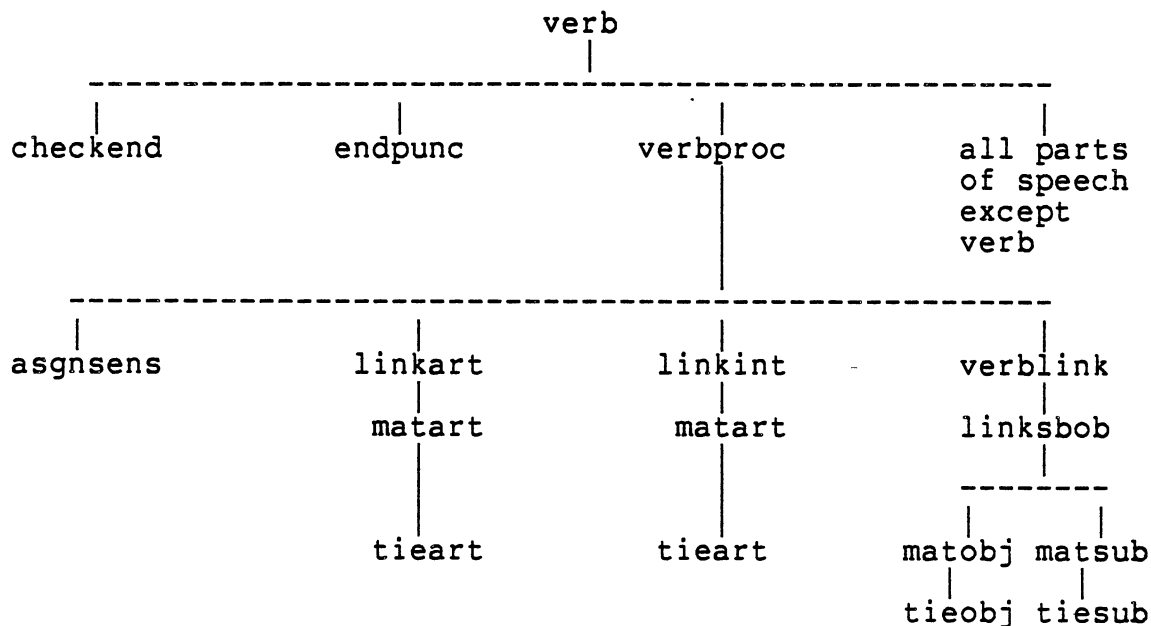 verb
checkend endpunc verbproc all parts
of speech
except
verb
asgnsens linkart linkint verblink
matart matart linksbob
tieart tieart matobj matsub
tieobj tiesub